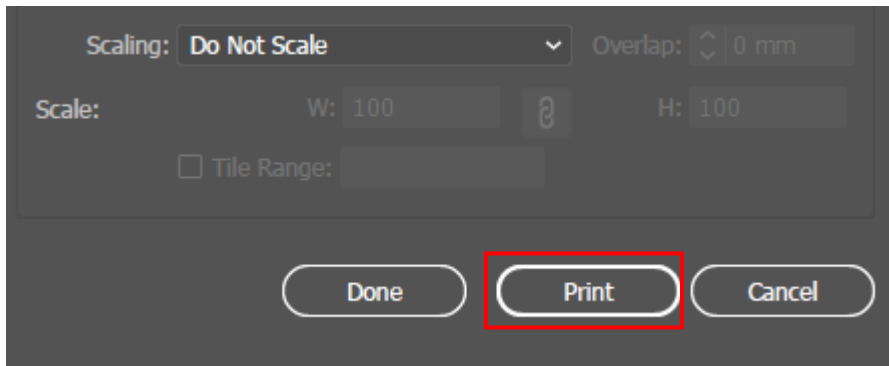 Scaling: Do Not Scale Overlap: 0 mm
Scale: W: 100 H: 100
Tile Range:
Done Print Cancel